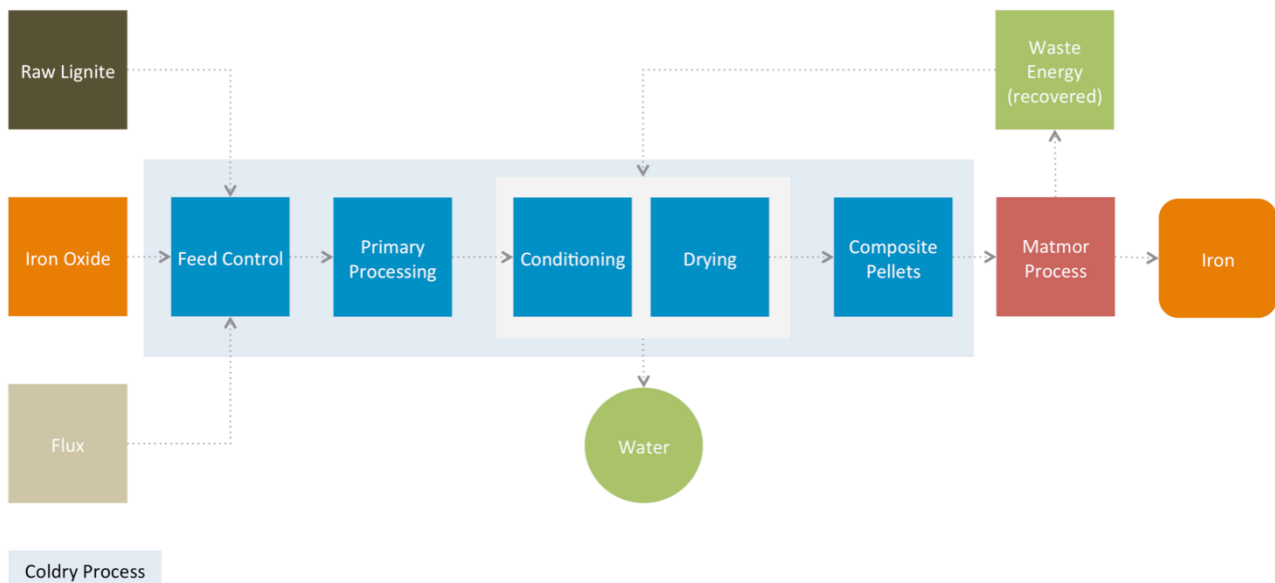 Raw Lignite
Waste
Energy
(recovered)
Iron Oxide
Feed Control
Primary
Processing
Conditioning
Drying
Composite
Pellets
Matmor
Process
Iron
Flux
Water
Coldry Process